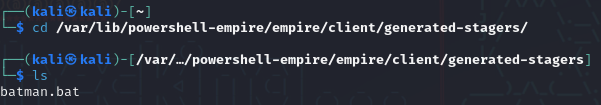 ┌──(kali㉿kali)-[~]
└─$ cd /var/lib/powershell-empire/empire/client/generated-stagers/
┌──(kali㉿kali)-[/var/…/powershell-empire/empire/client/generated-stagers]
└─$ ls
batman.bat